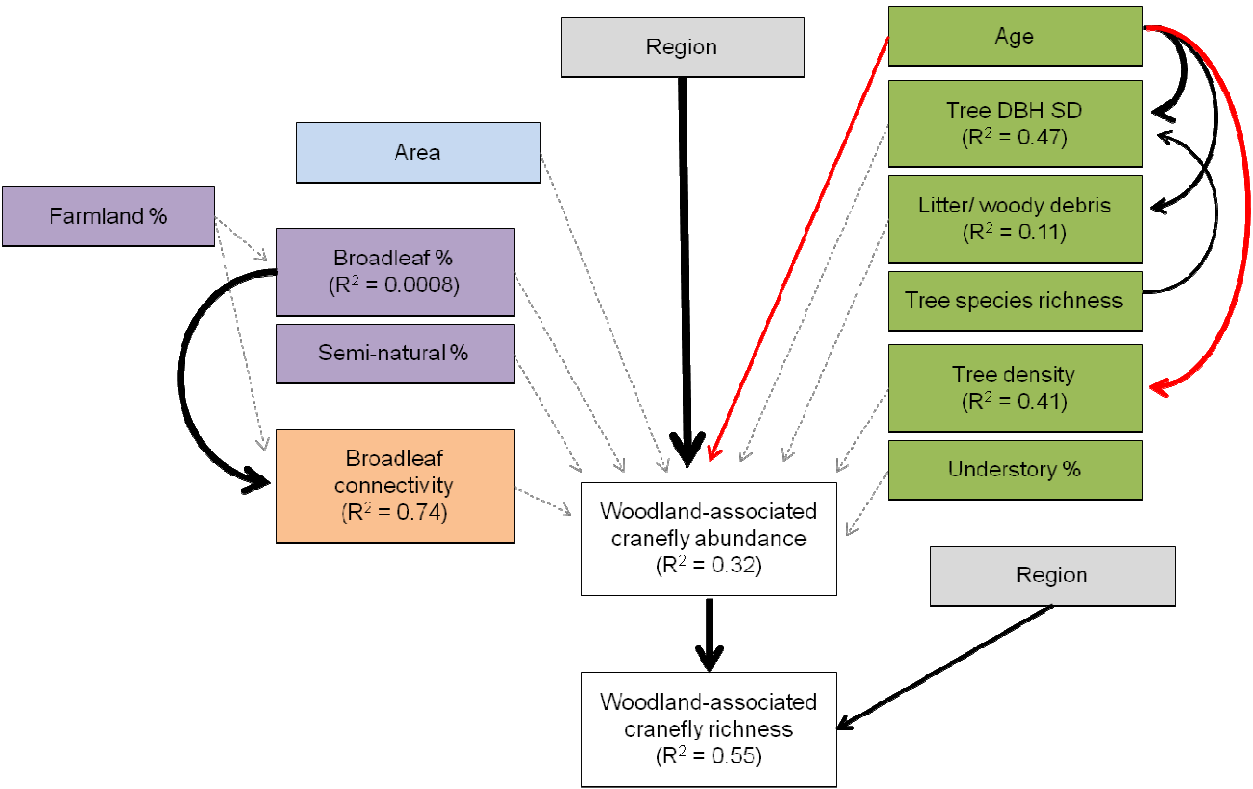 Region
Age
Tree DBH SD
(R² = 0.47)
Area
Litter/ woody debris
(R² = 0.11)
Farmland %
Broadleaf %
(R² = 0.0008)
Tree species richness
Semi-natural %
Tree density
(R² = 0.41)
Broadleaf
connectivity
(R² = 0.74)
Understory %
Woodland-associated
cranefly abundance
(R² = 0.32)
Region
Woodland-associated
cranefly richness
(R² = 0.55)